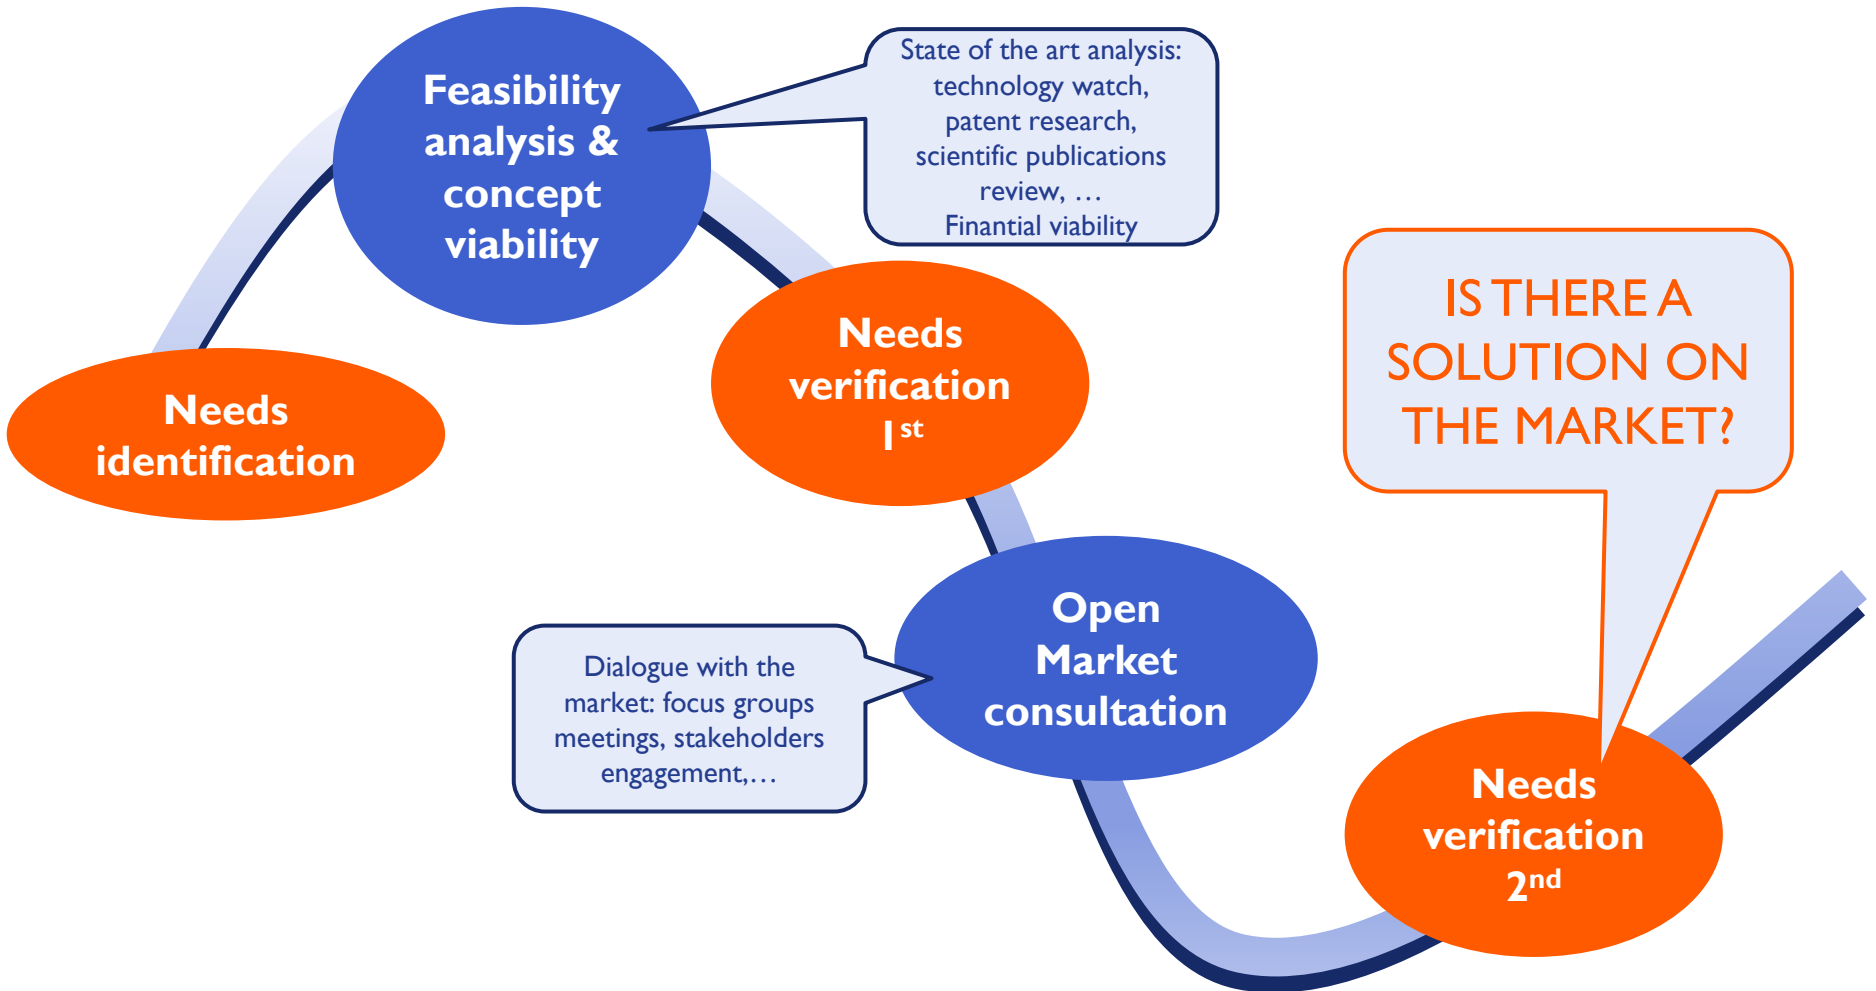 Feasibility
analysis &
concept
viability
State of the art analysis:
technology watch,
patent research,
scientific publications
review, …
Finantial viability
Needs
identification
Needs
verification
1st
IS THERE A
SOLUTION ON
THE MARKET?
Dialogue with the
market: focus groups
meetings, stakeholders
engagement,…
Open
Market
consultation
Needs
verification
2nd